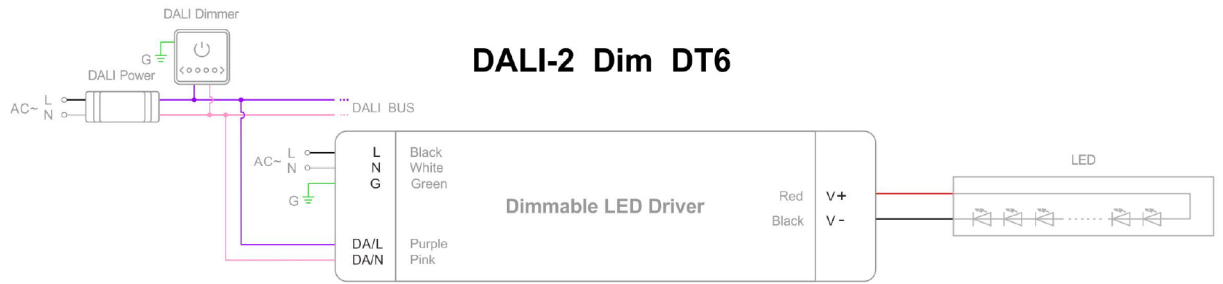 DALI Dimmer
DALI-2 Dim DT6
G
DALI Power
AC~ L
N
DALI BUS
AC~ L
N
G
L Black
N White
G Green
Dimmable LED Driver
DA/L Purple
DA/N Pink
Red V+
Black V-
LED